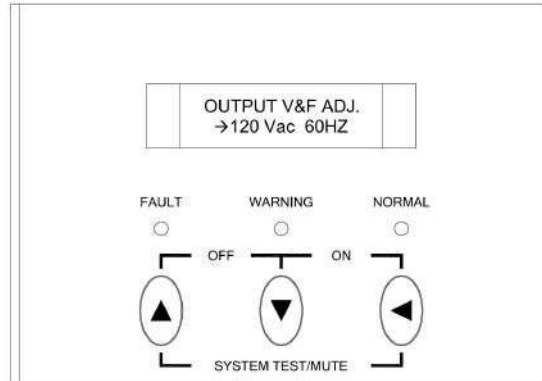 OUTPUT V&F ADJ.
→120 Vac 60HZ
FAULT WARNING NORMAL
OFF ON
SYSTEM TEST/MUTE